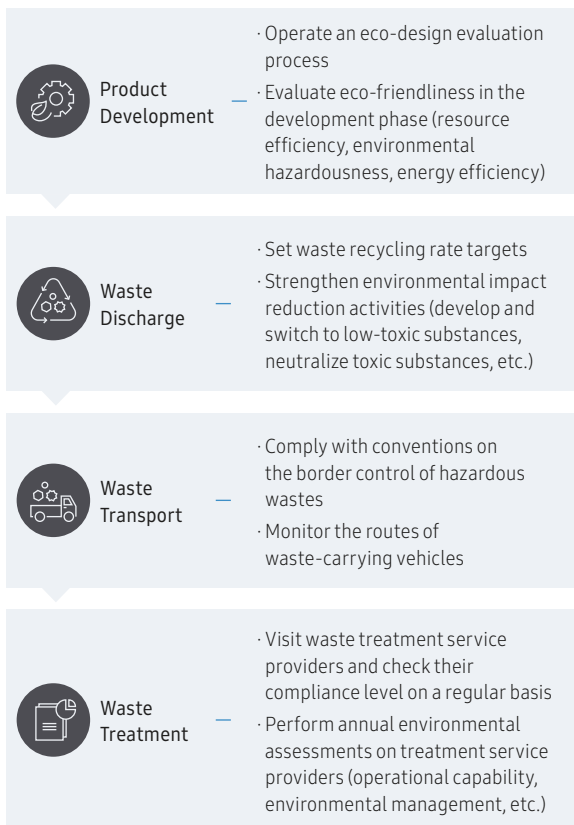 Product
Development
· Operate an eco-design evaluation
process
· Evaluate eco-friendliness in the
development phase (resource
efficiency, environmental
hazardousness, energy efficiency)
Waste
Discharge
· Set waste recycling rate targets
· Strengthen environmental impact
reduction activities (develop and
switch to low-toxic substances,
neutralize toxic substances, etc.)
Waste
Transport
· Comply with conventions on
the border control of hazardous
wastes
· Monitor the routes of
waste-carrying vehicles
Waste
Treatment
· Visit waste treatment service
providers and check their
compliance level on a regular basis
· Perform annual environmental
assessments on treatment service
providers (operational capability,
environmental management, etc.)